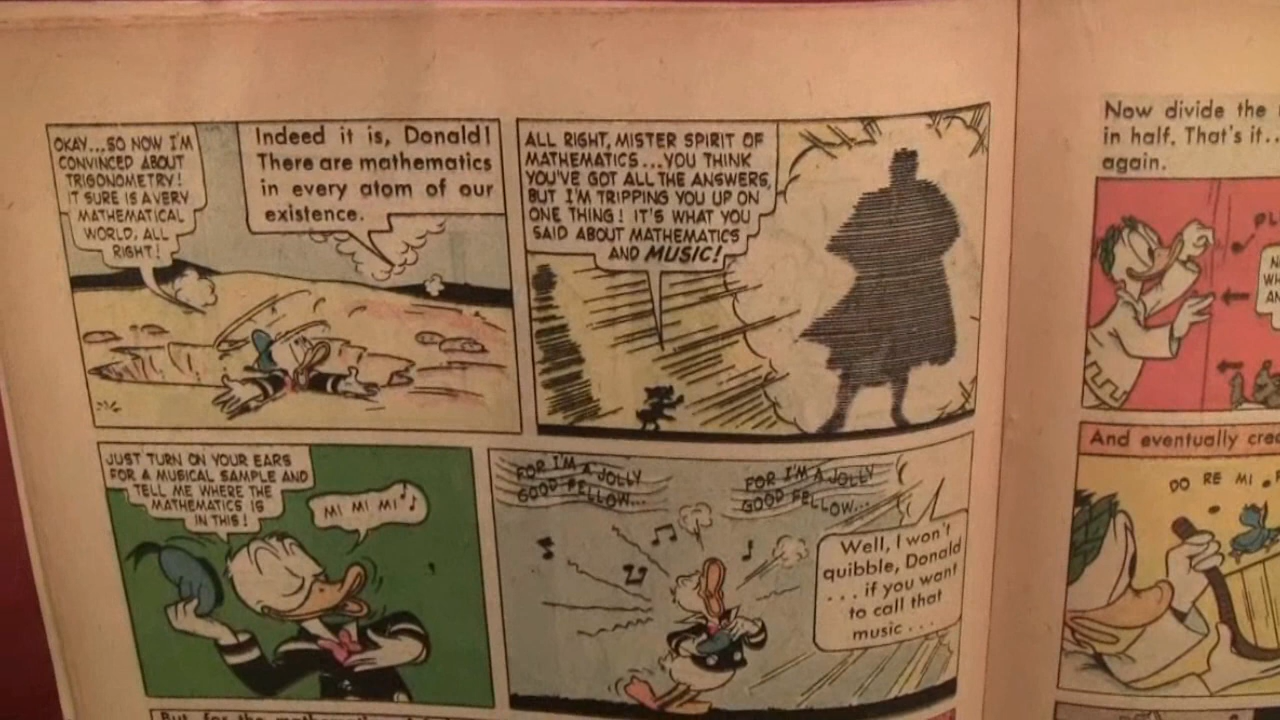 OKAY...SO NOW I'M
CONVINCED ABOUT
TRIGONOMETRY!
IT SURE IS A VERY
MATHEMATICAL
WORLD, ALL
RIGHT!
Indeed it is, Donald!
There are mathematics
in every atom of our
existence.
ALL RIGHT, MISTER SPIRIT OF
MATHEMATICS...YOU THINK
YOU'VE GOT ALL THE ANSWERS,
BUT I'M TRIPPING YOU UP ON
ONE THING! IT'S WHAT YOU
SAID ABOUT MATHEMATICS
AND MUSIC!
JUST TURN ON YOUR EARS
FOR A MUSICAL SAMPLE AND
TELL ME WHERE THE
MATHEMATICS IS
IN THIS!
MI MI MI
FOR I'M A JOLLY
GOOD FELLOW...
FOR I'M A JOLLY
GOOD FELLOW...
Well, I won't
quibble, Donald
... if you want
to call that
music...
But for the
Now divide the
in half. That's it..
again.
And eventually
DO RE MI